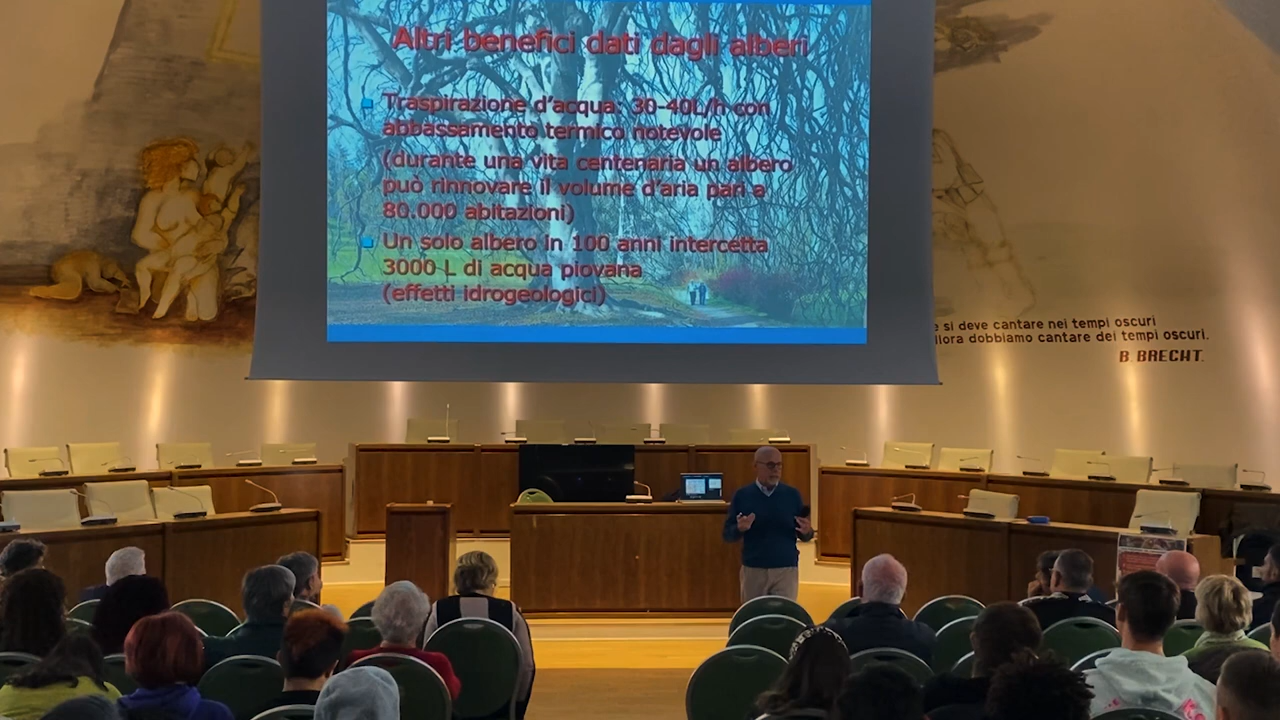 Altri benefici dati dagli alberi
Traspirazione d'acqua: 30-40L/h con
abbassamento termico notevole
(durante una vita centenaria un albero
può rinnovare il volume d'aria pari a
80.000 abitazioni)
Un solo albero in 100 anni intercetta
3000 L di acqua piovana
(effetti idrogeologici)
e si deve cantare nei tempi oscuri
llora dobbiamo cantare dei tempi oscuri.
B. BRECHT.